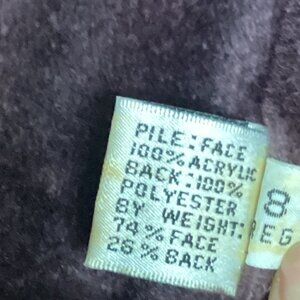 PILE: FACE
100% ACRYLIC
BACK: 100%
POLYESTER
BY WEIGHT:
74% FACE
26% BACK
8
REG